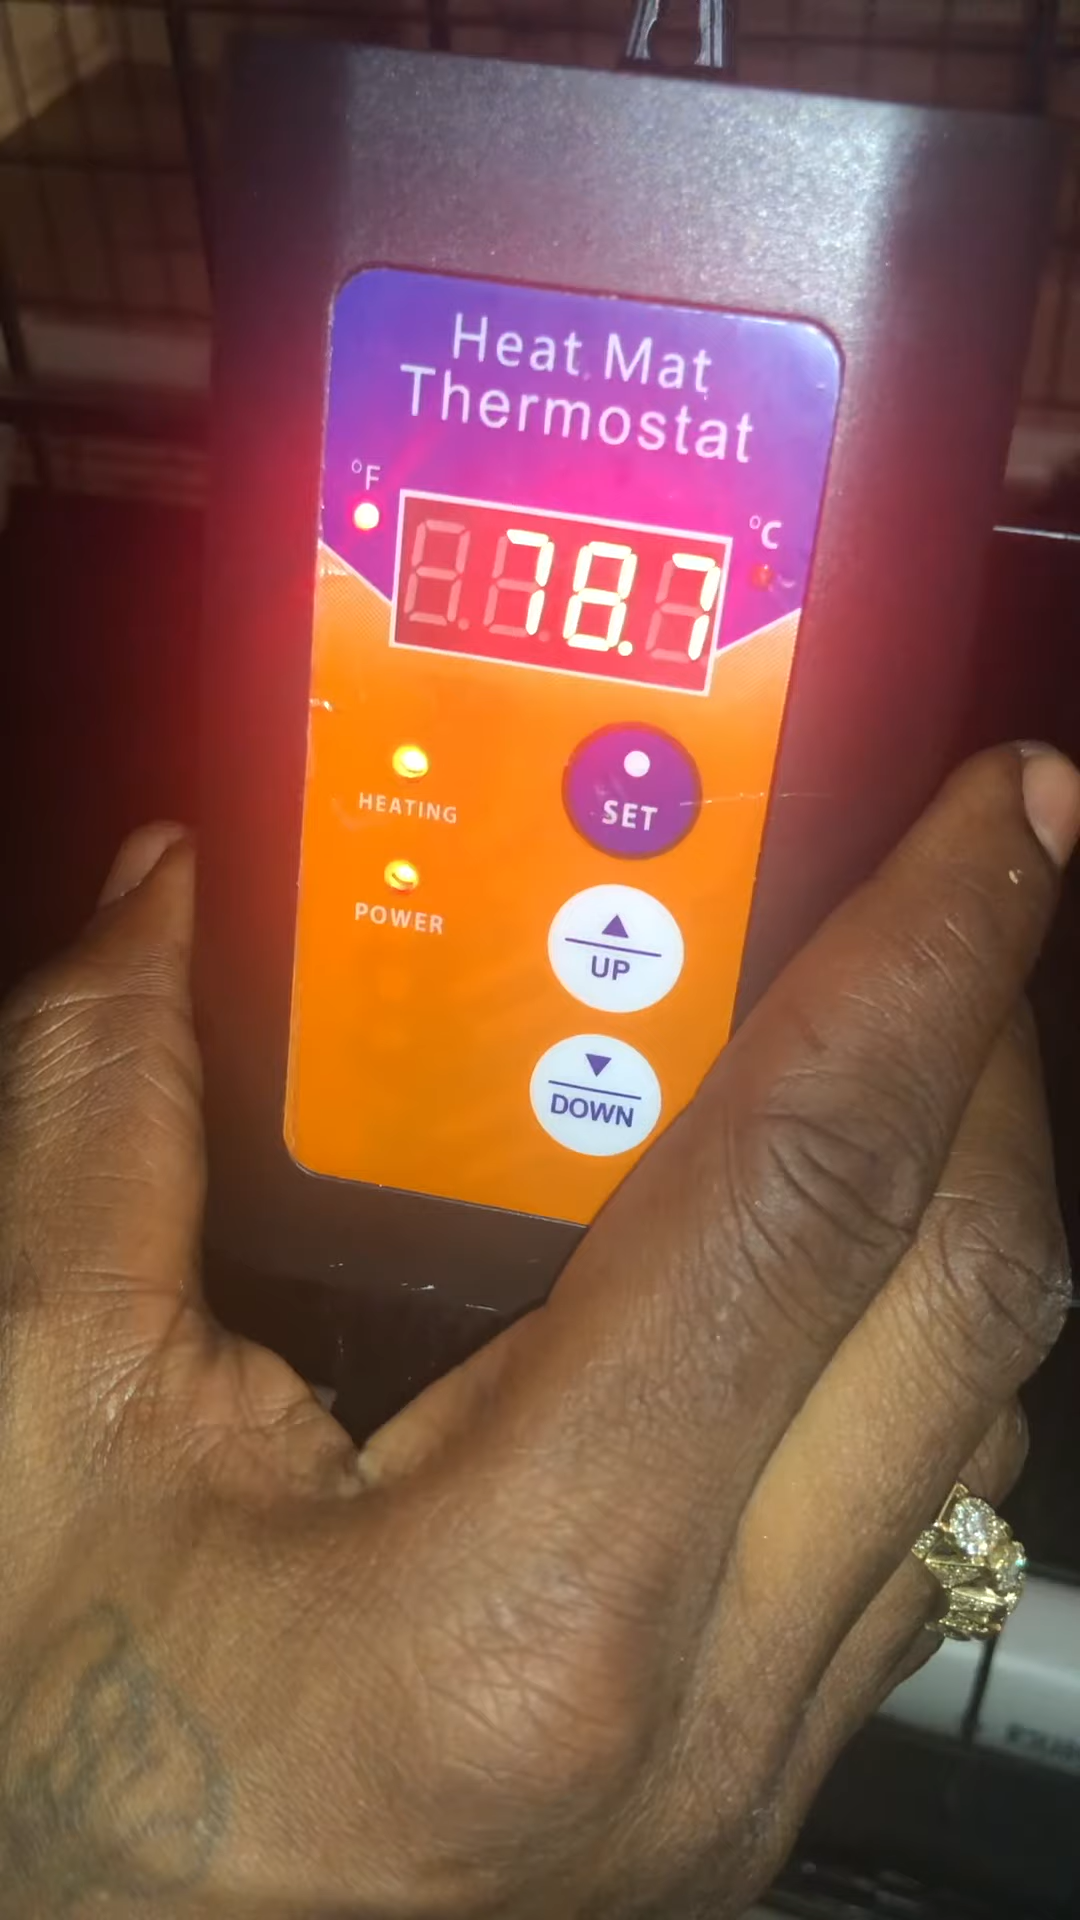 Heat Mat
Thermostat
°F
°C
78.7
HEATING
SET
POWER
UP
DOWN